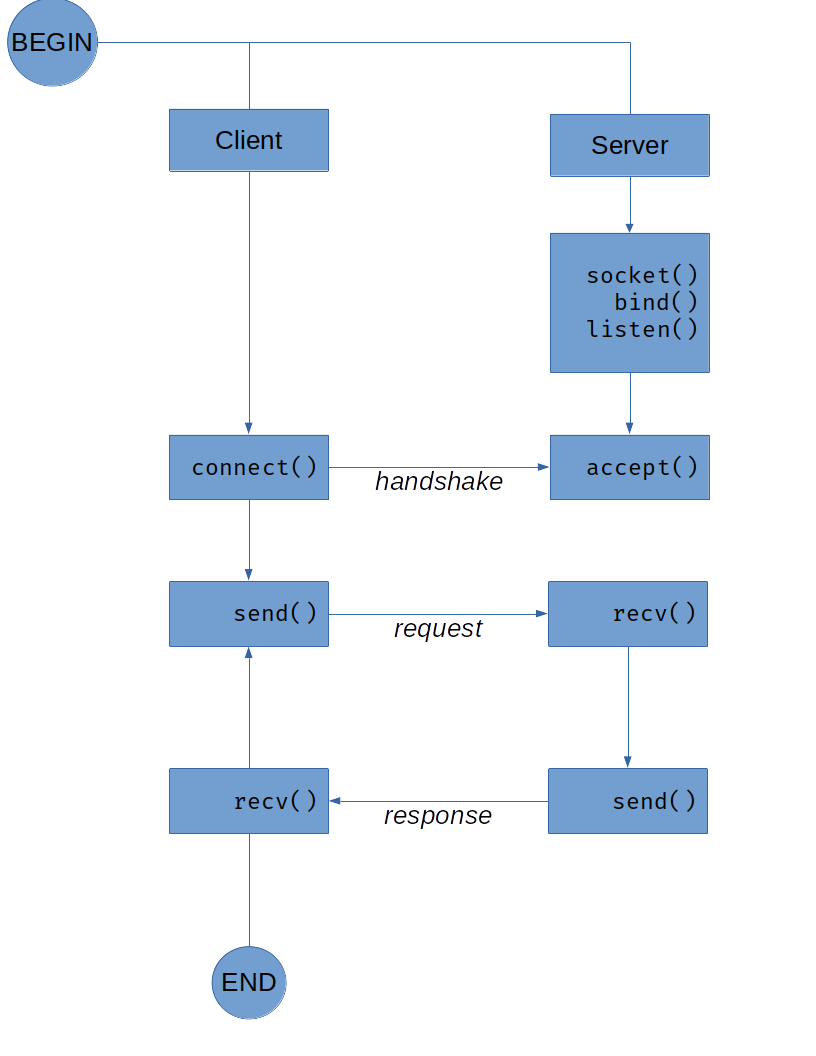 BEGIN
Client
Server
socket()
bind()
listen()
connect()
handshake
accept()
send()
request
recv()
recv()
response
send()
END